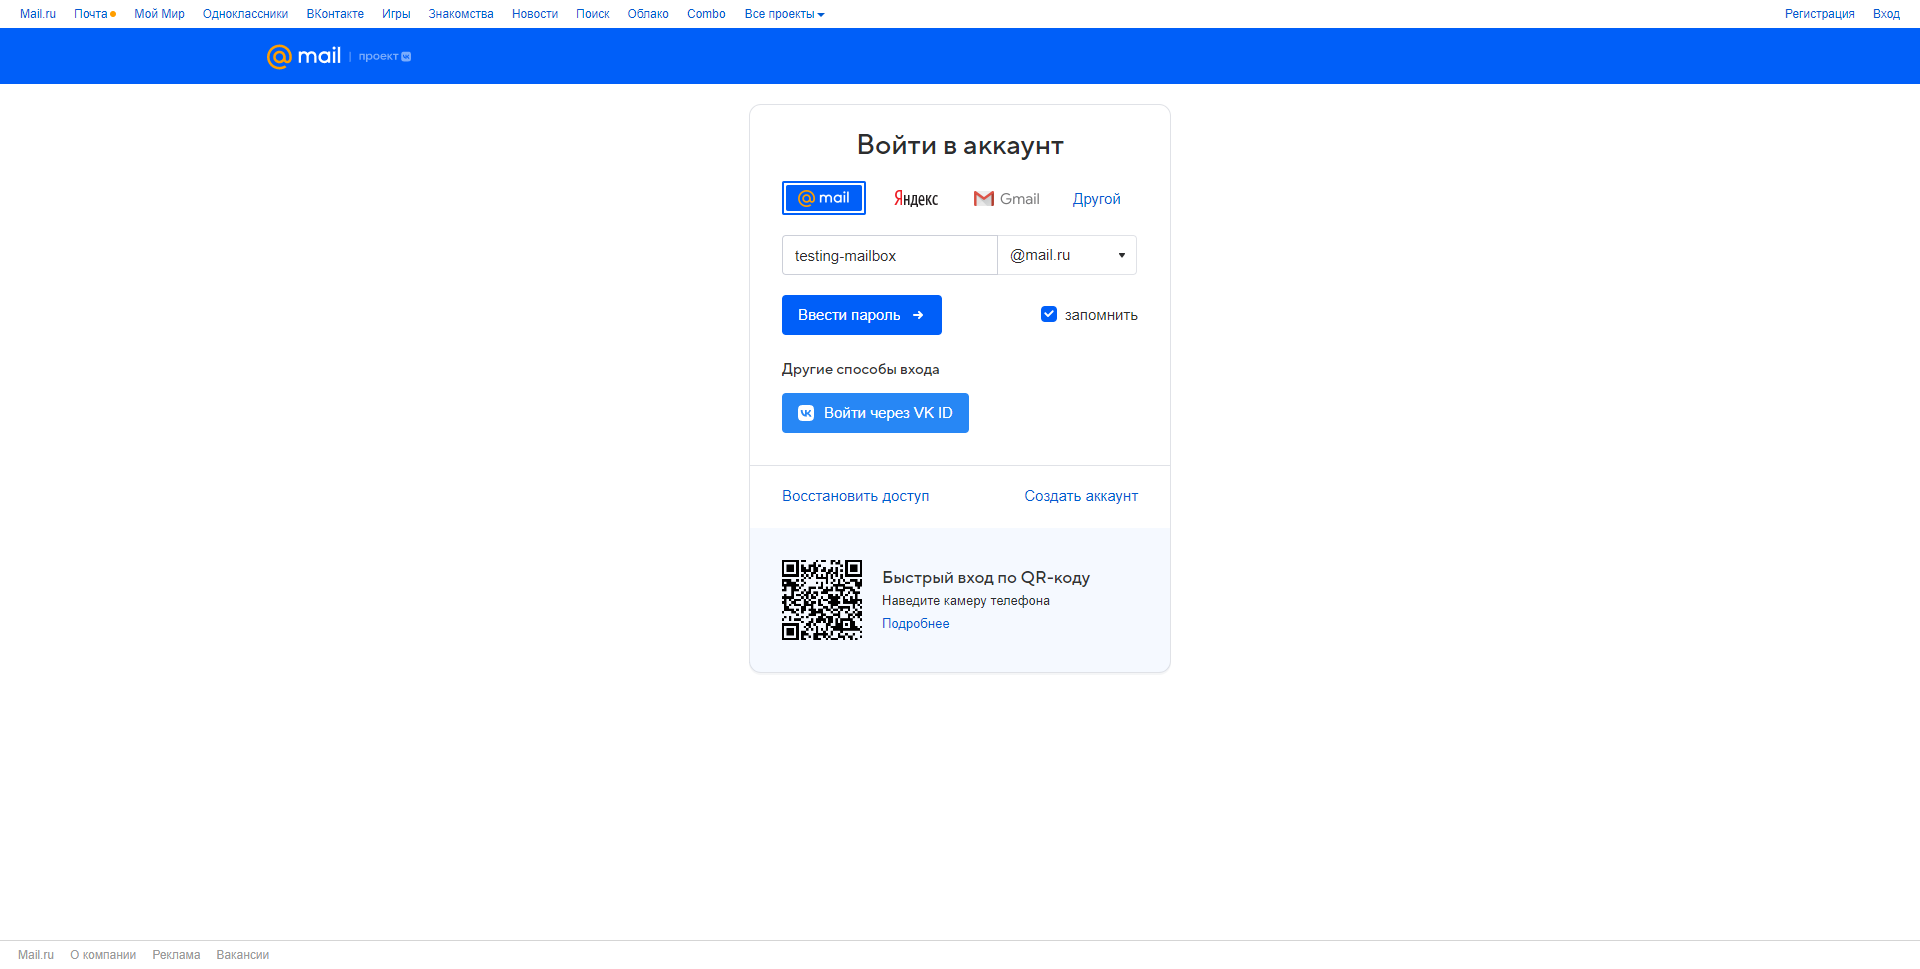 Mail.ru Почта Мой Мир Одноклассники ВКонтакте Игры Знакомства Новости Поиск Облако Combo Все проекты Регистрация Вход
@mail | проект
Войти в аккаунт
@mail Яндекс Gmail Другой
testing-mailbox @mail.ru
Ввести пароль запомнить
Другие способы входа
Войти через VK ID
Восстановить доступ Создать аккаунт
Быстрый вход по QR-коду
Наведите камеру телефона
Подробнее
Mail.ru О компании Реклама Вакансии